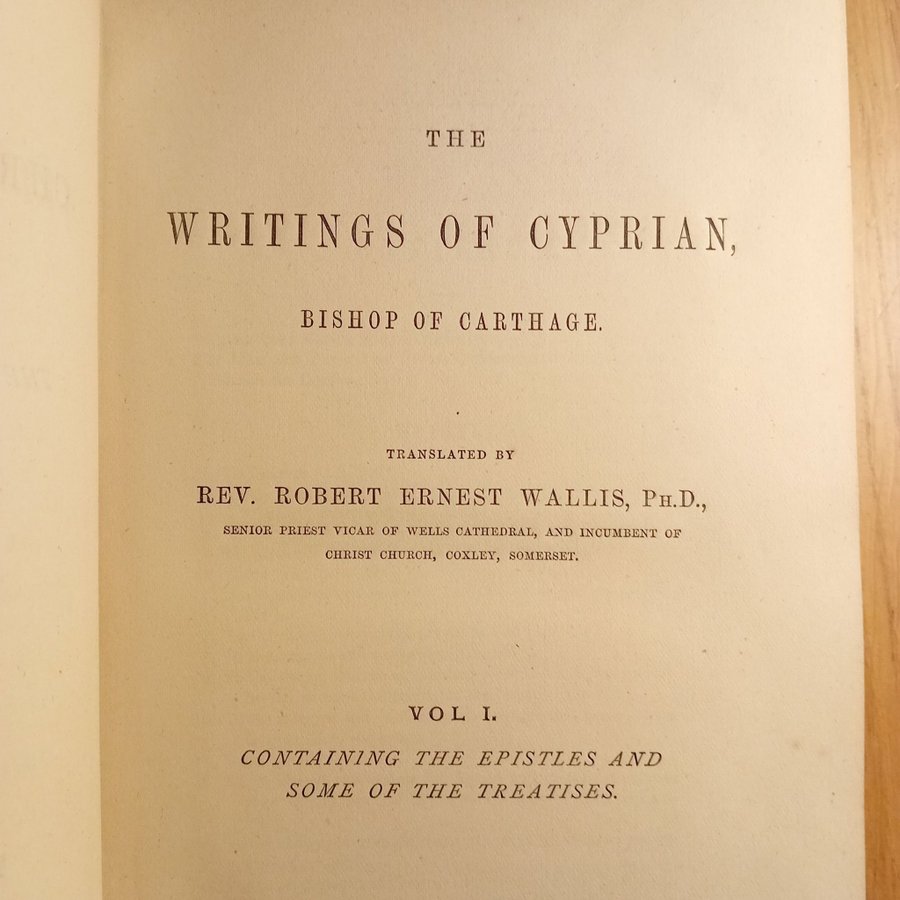 THE
WRITINGS OF CYPRIAN,
BISHOP OF CARTHAGE.
TRANSLATED BY
REV. ROBERT ERNEST WALLIS, PH.D.,
SENIOR PRIEST VICAR OF WELLS CATHEDRAL, AND INCUMBENT OF
CHRIST CHURCH, COXLEY, SOMERSET.
VOL I.
CONTAINING THE EPISTLES AND
SOME OF THE TREATISES.